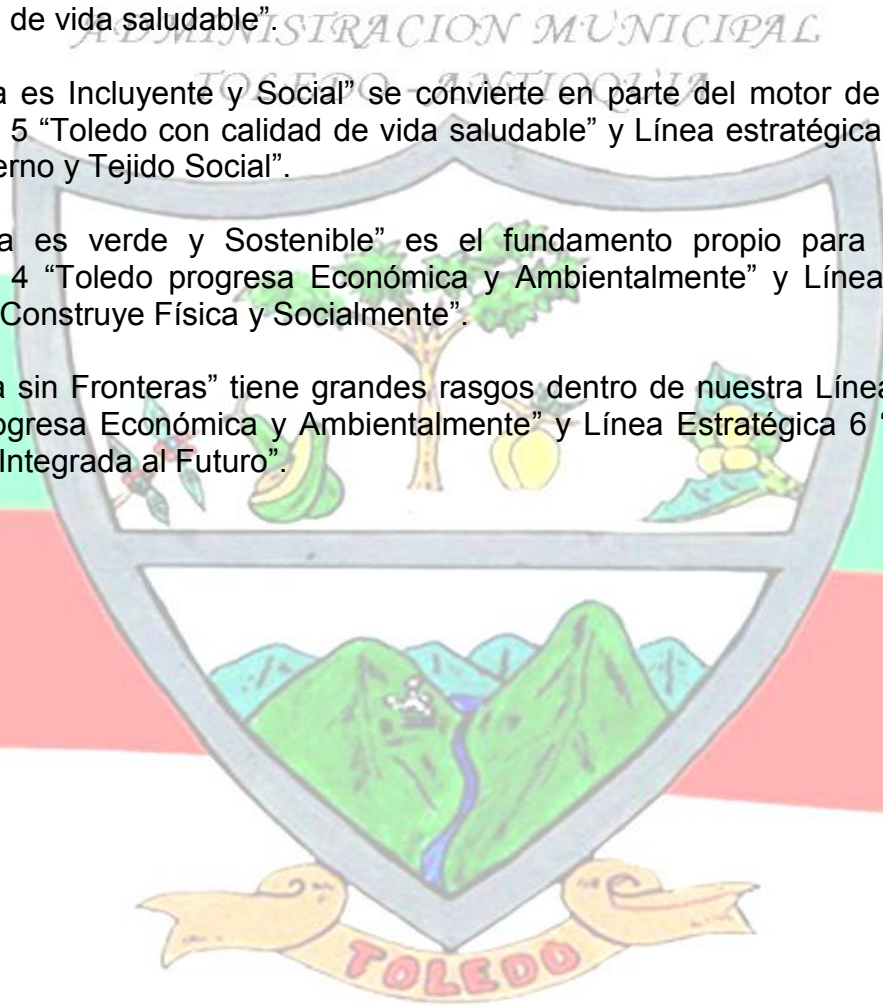 de vida saludable”.
ADMINISTRACION MUNICIPAL
TOLEDO - ANTIOQUIA
a es Incluyente y Social” se convierte en parte del motor de
5 “Toledo con calidad de vida saludable” y Línea estratégica
erno y Tejido Social”.
a es verde y Sostenible” es el fundamento propio para
4 “Toledo progresa Económica y Ambientalmente” y Línea
Construye Física y Socialmente”.
a sin Fronteras” tiene grandes rasgos dentro de nuestra Línea
ogresa Económica y Ambientalmente” y Línea Estratégica 6 “
Integrada al Futuro”.
TOLEDO